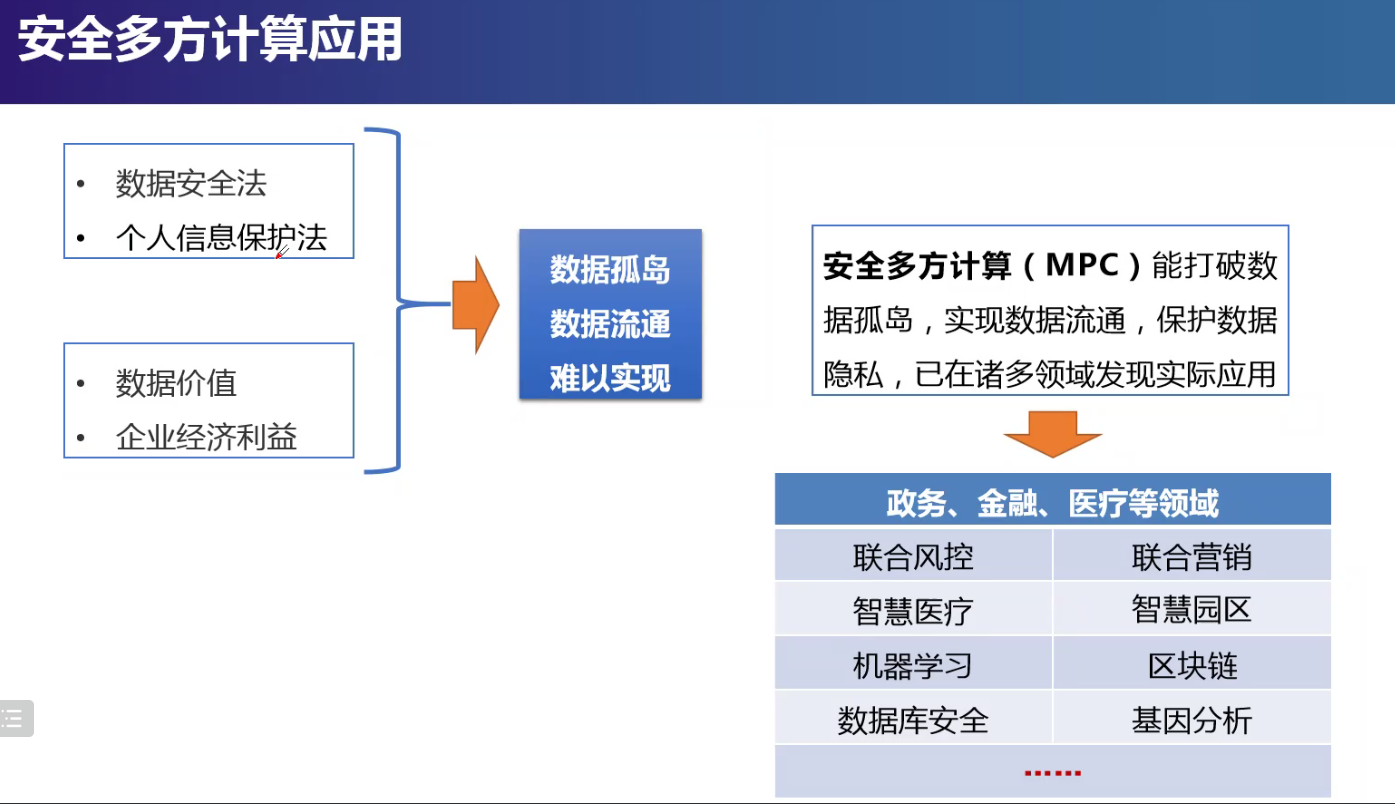 安全多方计算应用
• 数据安全法
• 个人信息保护法
• 数据价值
• 企业经济利益
数据孤岛
数据流通
难以实现
安全多方计算（MPC）能打破数
据孤岛，实现数据流通，保护数据
隐私，已在诸多领域发现实际应用
政务、金融、医疗等领域
联合风控 联合营销
智慧医疗 智慧园区
机器学习 区块链
数据库安全 基因分析
……